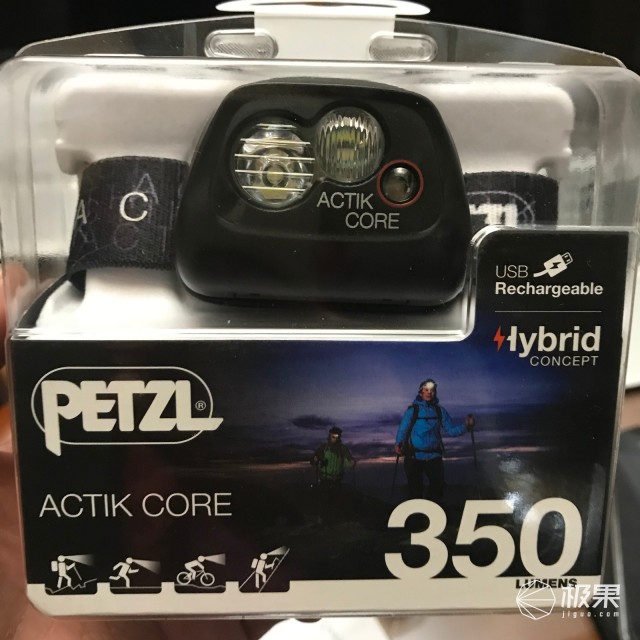 A C
ACTIK
CORE
USB
Rechargeable
Hybrid
CONCEPT
PETZL®
ACTIK CORE
350
LUMENS
极果
jiguo.com